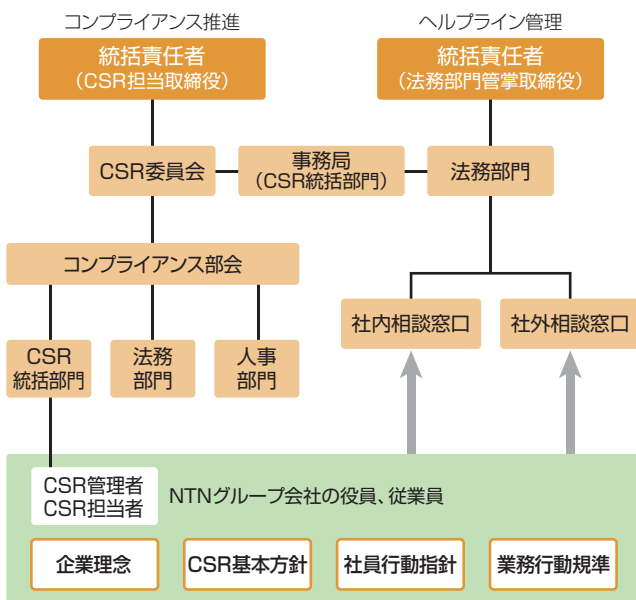 コンプライアンス推進
ヘルプライン管理
統括責任者
（CSR担当取締役）
統括責任者
（法務部門管掌取締役）
CSR委員会
事務局
（CSR統括部門）
法務部門
コンプライアンス部会
社内相談窓口
社外相談窓口
CSR
統括部門
法務
部門
人事
部門
CSR管理者
CSR担当者
NTNグループ会社の役員、従業員
企業理念
CSR基本方針
社員行動指針
業務行動規準